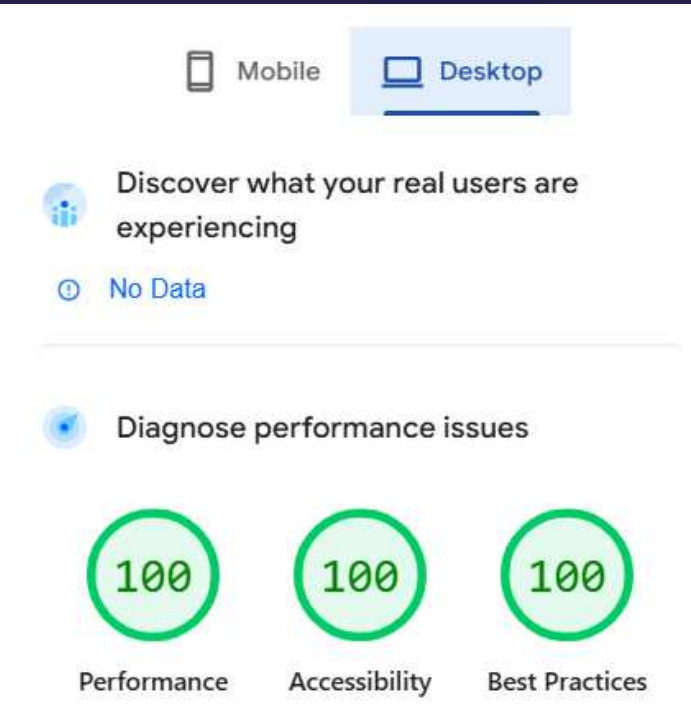 Mobile Desktop
Discover what your real users are
experiencing
No Data
Diagnose performance issues
100 100 100
Performance Accessibility Best Practices